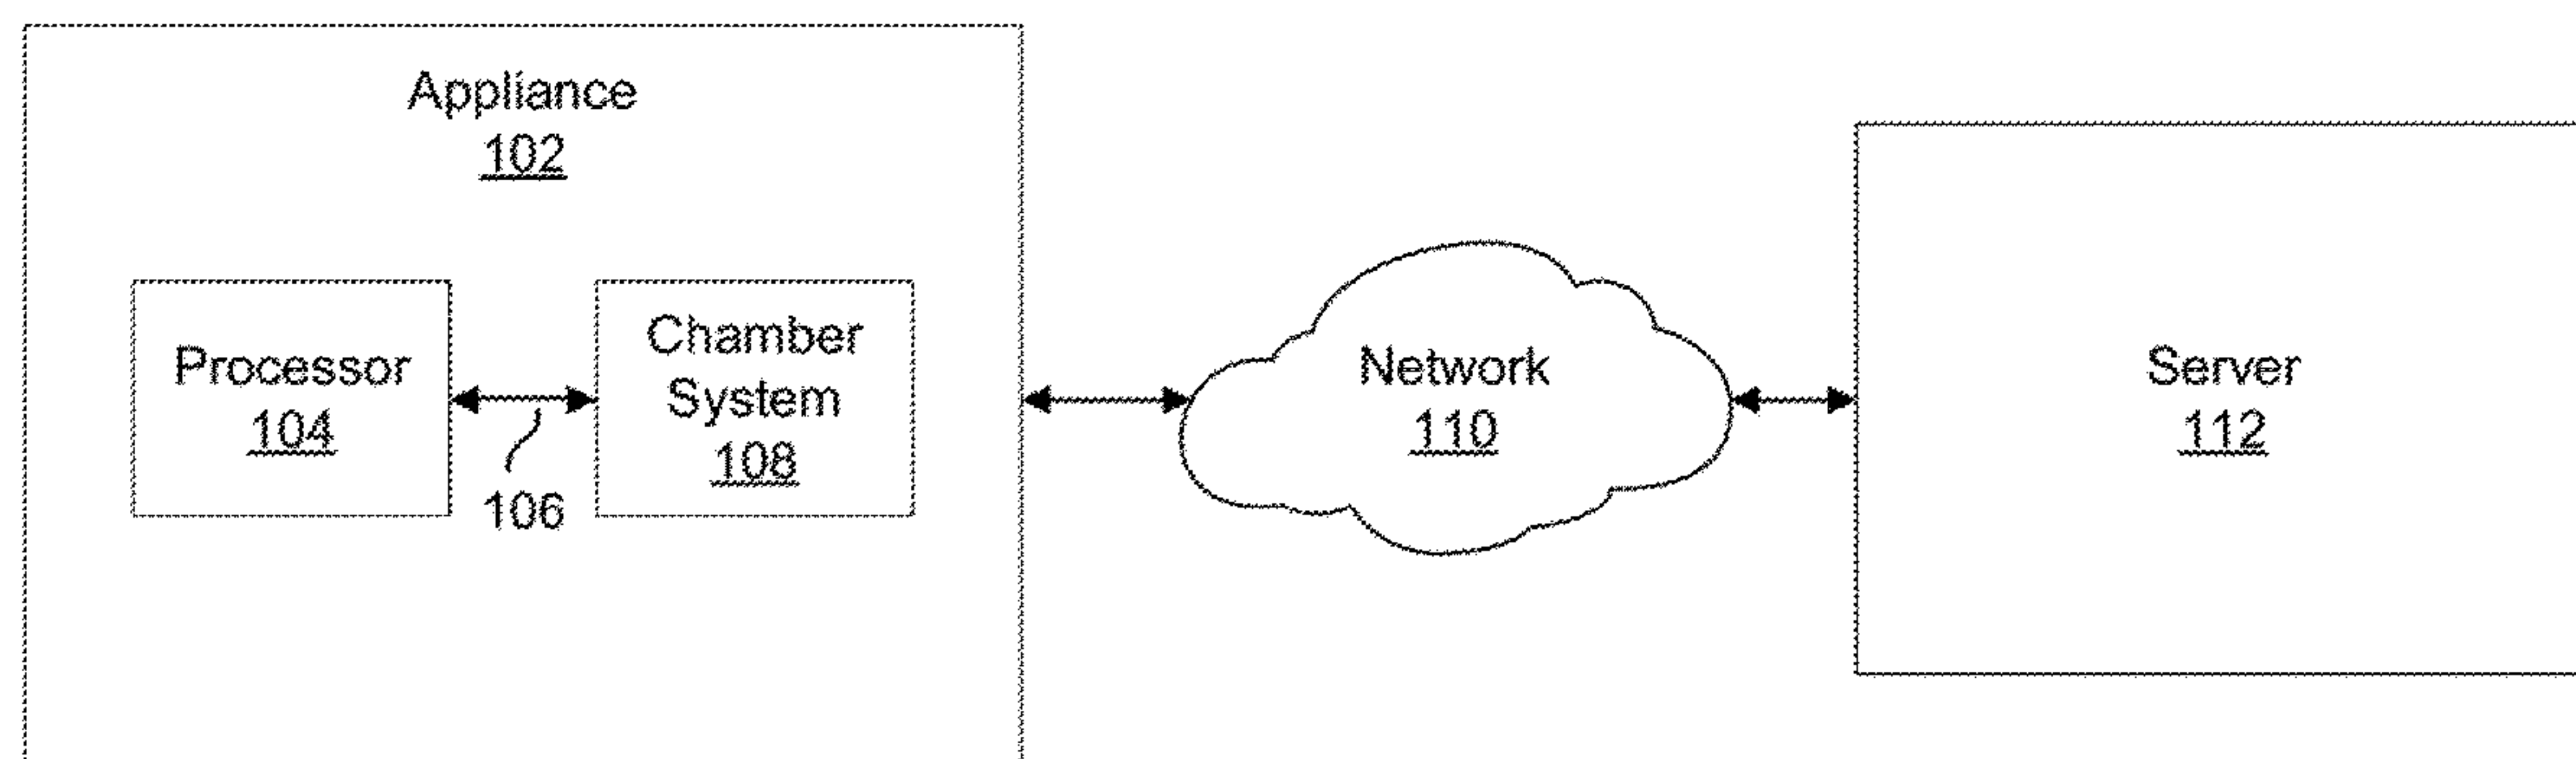 Appliance
102
Processor
104
106
Chamber
System
108
Network
110
Server
112